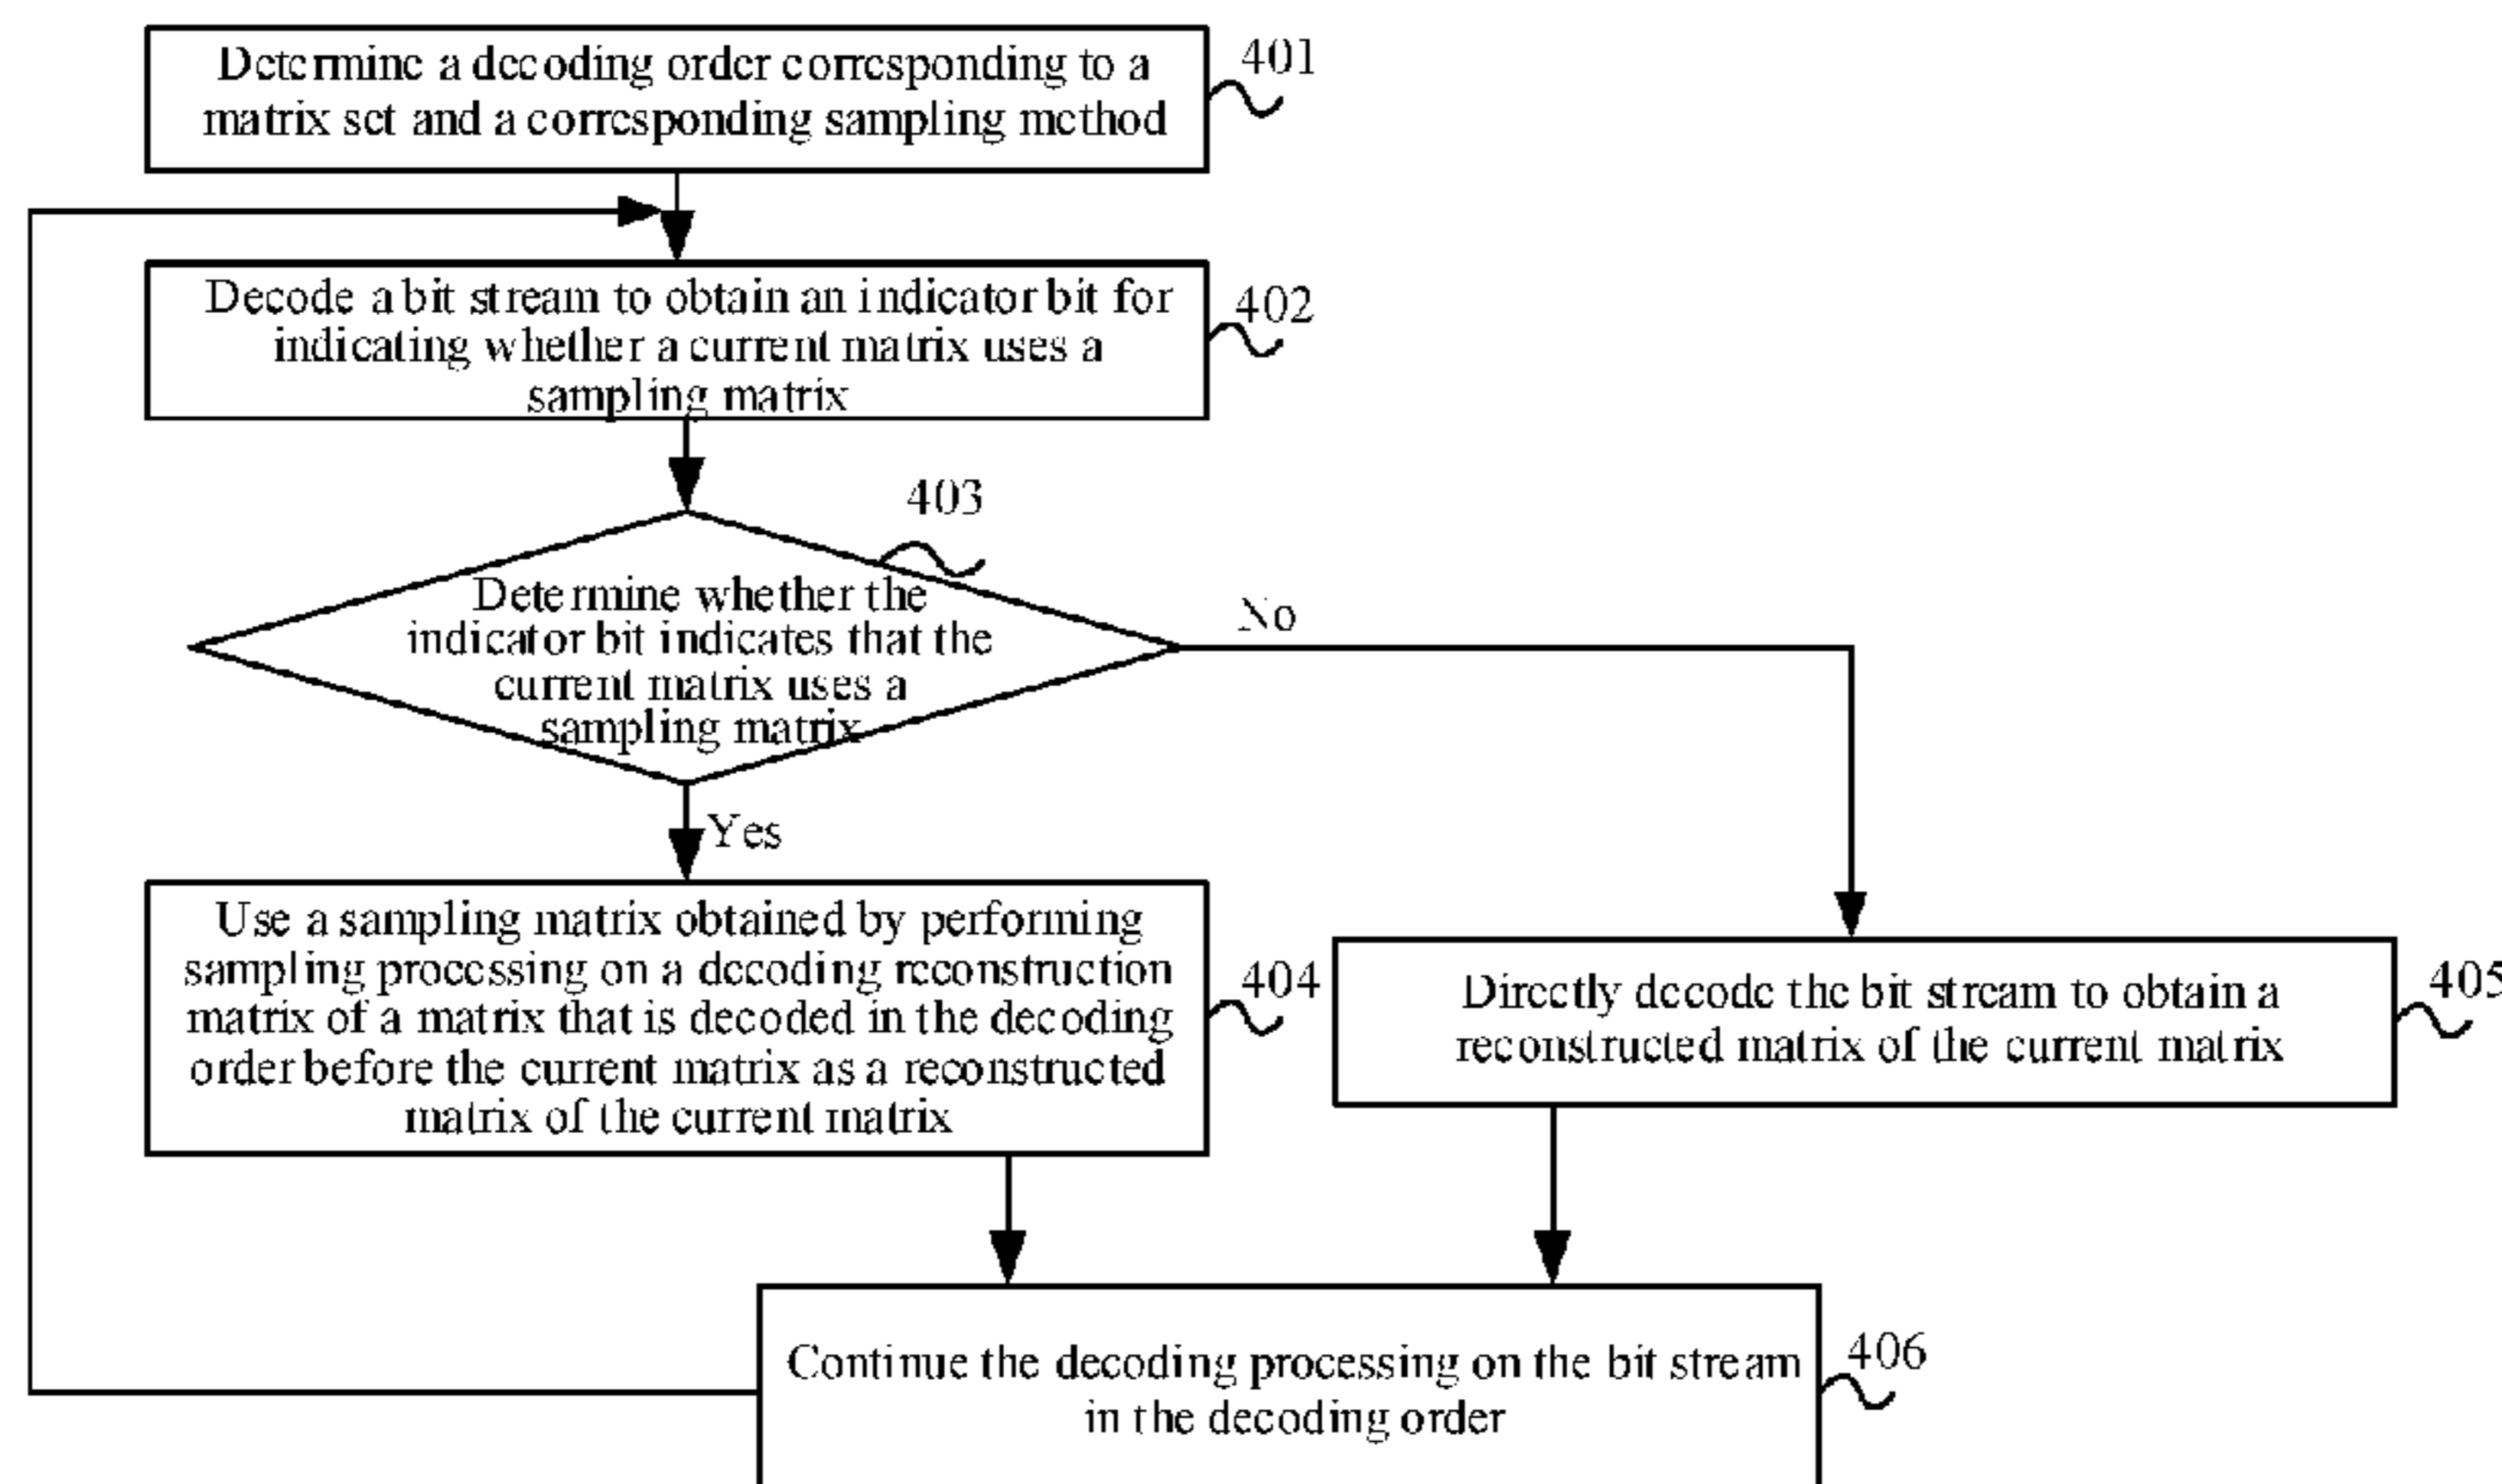 Determine a decoding order corresponding to a
matrix set and a corresponding sampling method
401
Decode a bit stream to obtain an indicator bit for
indicating whether a current matrix uses a
sampling matrix
402
403
Determine whether the
indicator bit indicates that the
current matrix uses a
sampling matrix
No
Yes
Use a sampling matrix obtained by performing
sampling processing on a decoding reconstruction
matrix of a matrix that is decoded in the decoding
order before the current matrix as a reconstructed
matrix of the current matrix
404
Directly decode the bit stream to obtain a
reconstructed matrix of the current matrix
405
Continue the decoding processing on the bit stream
in the decoding order
406